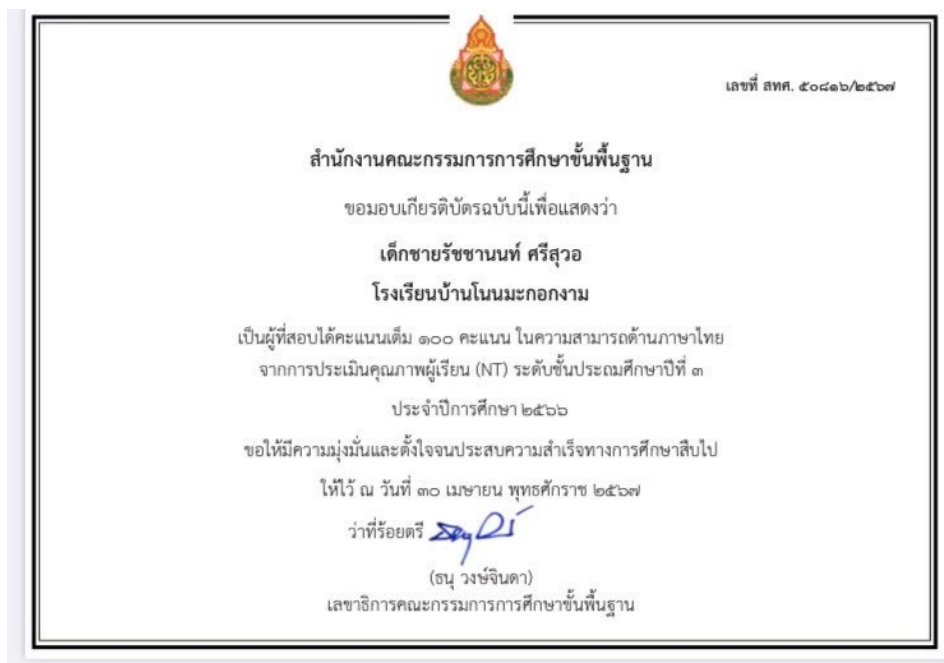 เลขที่ สทศ. ๕๐๘๑๖/๒๕๖๗
สำนักงานคณะกรรมการการศึกษาขั้นพื้นฐาน
ขอมอบเกียรติบัตรฉบับนี้เพื่อแสดงว่า
เด็กชายรัชชานนท์ ศรีสุวอ
โรงเรียนบ้านโนนมะกอกงาม
เป็นผู้ที่สอบได้คะแนนเต็ม ๑๐๐ คะแนน ในความสามารถด้านภาษาไทย
จากการประเมินคุณภาพผู้เรียน (NT) ระดับชั้นประถมศึกษาปีที่ ๓
ประจำปีการศึกษา ๒๕๖๖
ขอให้มีความมุ่งมั่นและตั้งใจจนประสบความสำเร็จทางการศึกษาสืบไป
ให้ไว้ ณ วันที่ ๓๐ เมษายน พุทธศักราช ๒๕๖๗
ว่าที่ร้อยตรี
(ธนุ วงษ์จินดา)
เลขาธิการคณะกรรมการการศึกษาขั้นพื้นฐาน